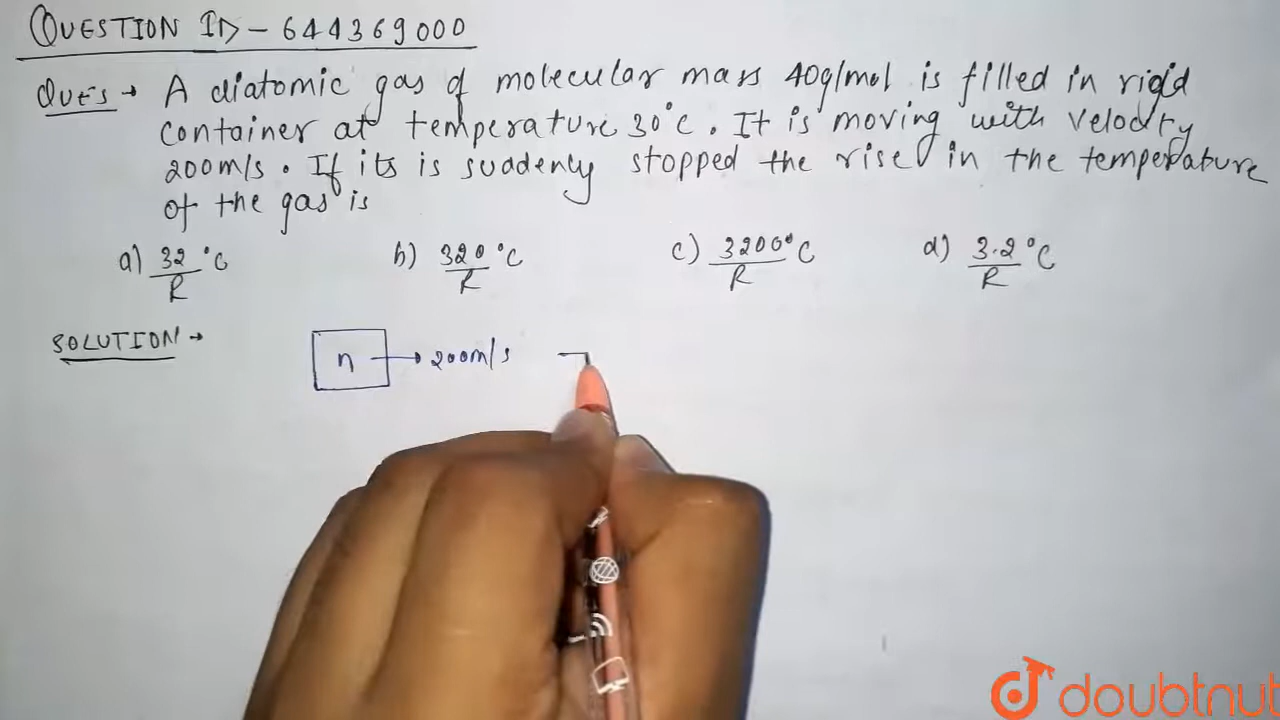 QUESTION ID - 644369000
QUES → A diatomic gas of molecular mass 40g/mol is filled in rigid
container at temperature 30°C. It is moving with velocity
200m/s. If its is suddenly stopped the rise in the temperature
of the gas is
a) 32/R °C b) 320/R °C c) 3200/R °C d) 3.2/R °C
SOLUTION →
n → 200m/s
doubtnut